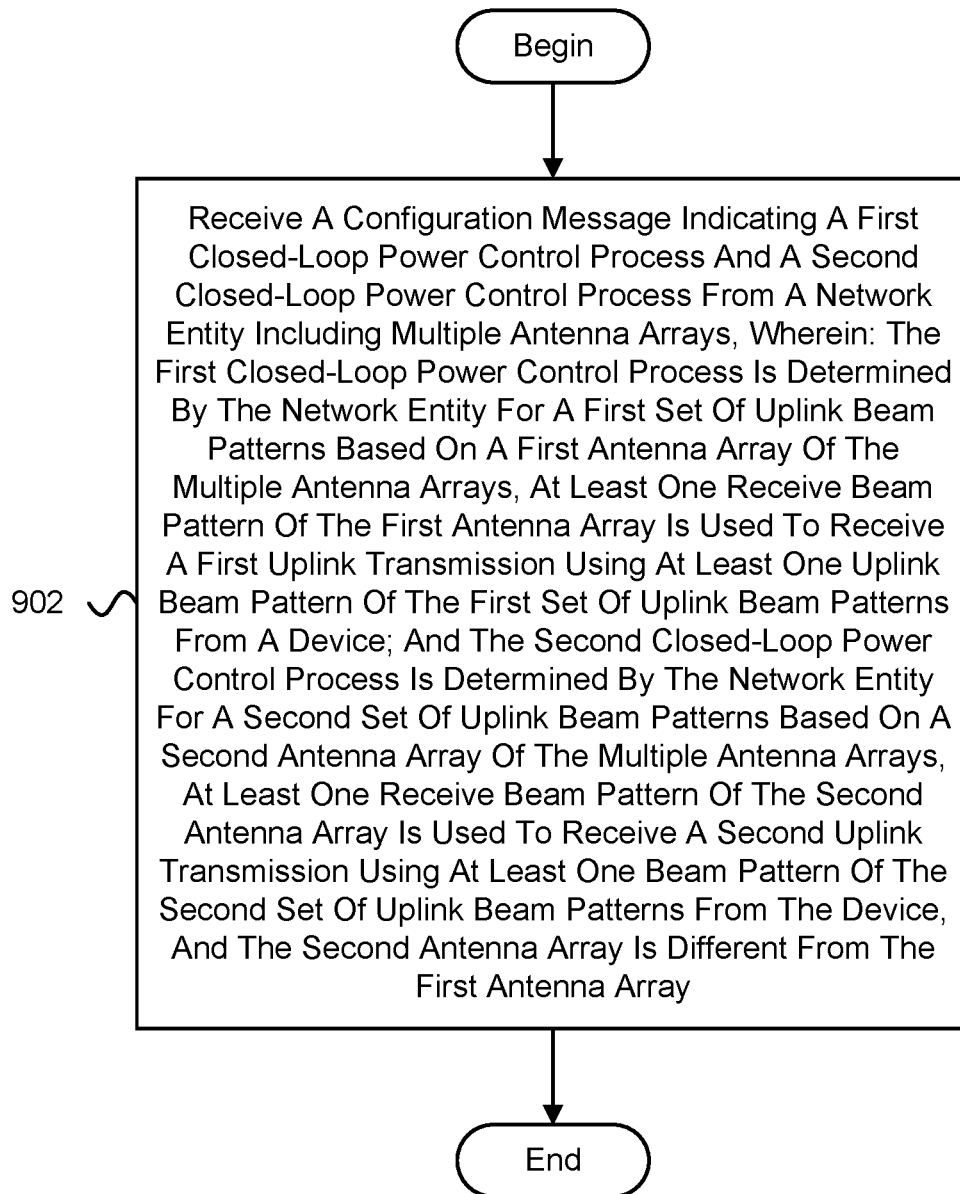 Begin
Receive A Configuration Message Indicating A First
Closed-Loop Power Control Process And A Second
Closed-Loop Power Control Process From A Network
Entity Including Multiple Antenna Arrays, Wherein: The
First Closed-Loop Power Control Process Is Determined
By The Network Entity For A First Set Of Uplink Beam
Patterns Based On A First Antenna Array Of The
Multiple Antenna Arrays, At Least One Receive Beam
Pattern Of The First Antenna Array Is Used To Receive
A First Uplink Transmission Using At Least One Uplink
Beam Pattern Of The First Set Of Uplink Beam Patterns
From A Device; And The Second Closed-Loop Power
Control Process Is Determined By The Network Entity
For A Second Set Of Uplink Beam Patterns Based On A
Second Antenna Array Of The Multiple Antenna Arrays,
At Least One Receive Beam Pattern Of The Second
Antenna Array Is Used To Receive A Second Uplink
Transmission Using At Least One Beam Pattern Of The
Second Set Of Uplink Beam Patterns From The Device,
And The Second Antenna Array Is Different From The
First Antenna Array
902
End